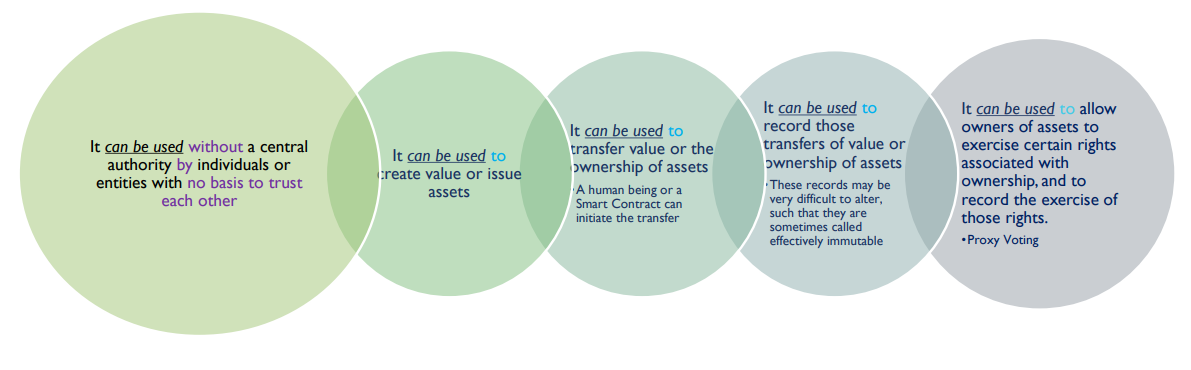 It can be used without a central
authority by individuals or
entities with no basis to trust
each other
It can be used to
create value or issue
assets
It can be used to
transfer value or the
ownership of assets
•A human being or a
Smart Contract can
initiate the transfer
It can be used to
record those
transfers of value or
ownership of assets
•These records may be
very difficult to alter,
such that they are
sometimes called
effectively immutable
It can be used to allow
owners of assets to
exercise certain rights
associated with
ownership, and to
record the exercise of
those rights.
•Proxy Voting